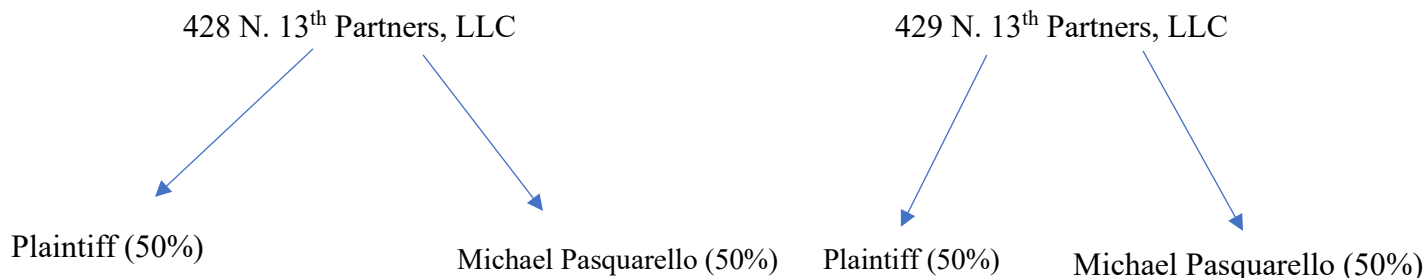 428 N. 13th Partners, LLC
429 N. 13th Partners, LLC
Plaintiff (50%)
Michael Pasquarello (50%)
Plaintiff (50%)
Michael Pasquarello (50%)